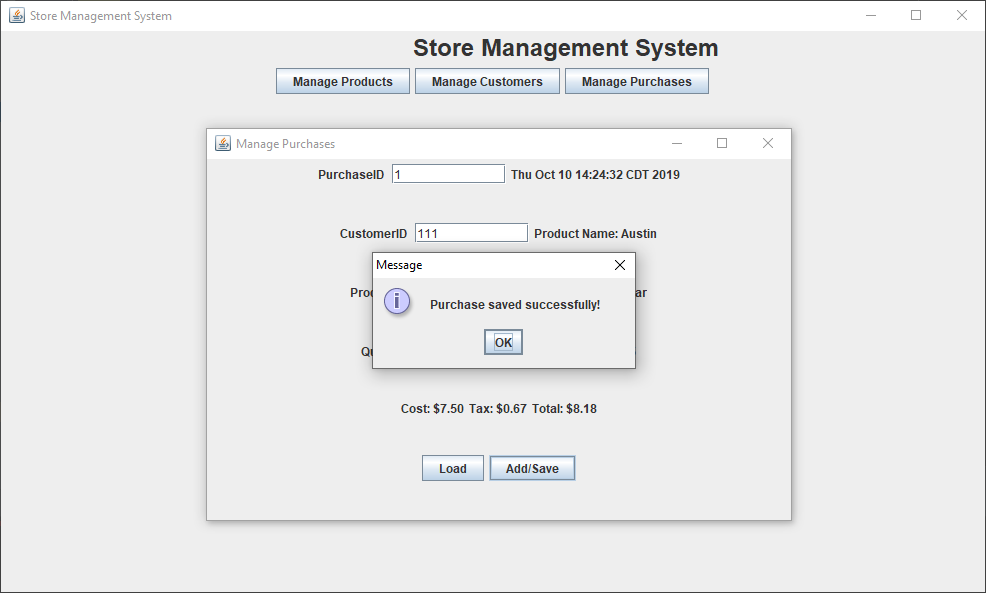 Store Management System
Store Management System
Manage Products Manage Customers Manage Purchases
Manage Purchases
PurchaseID 1 Thu Oct 10 14:24:32 CDT 2019
CustomerID 111 Product Name: Austin
Message
Purchase saved successfully!
OK
Cost: $7.50 Tax: $0.67 Total: $8.18
Load Add/Save